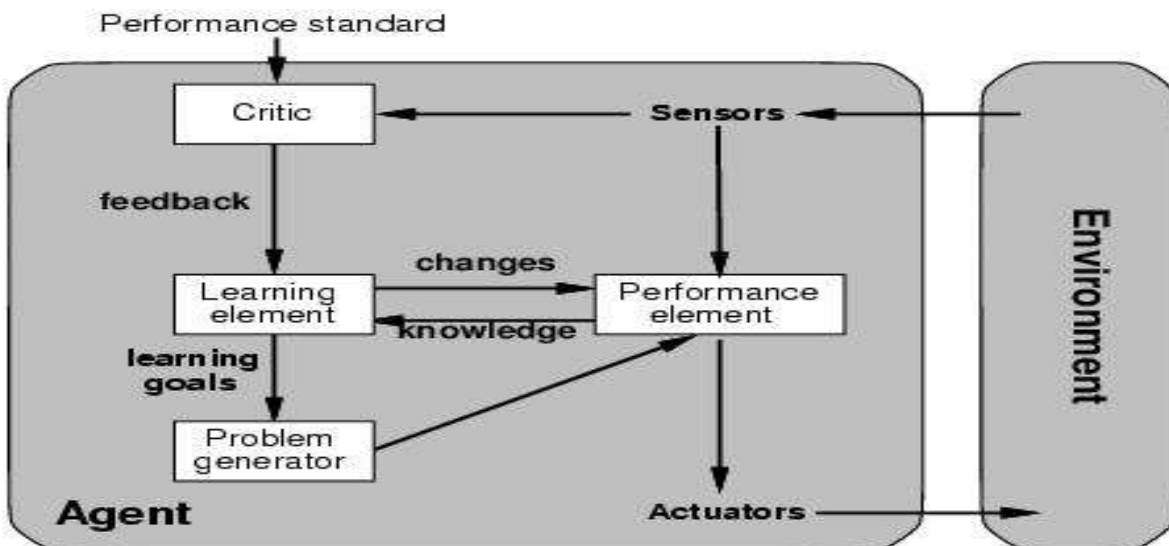 Performance standard
Critic
Sensors
feedback
changes
Learning
element
Performance
element
knowledge
learning
goals
Problem
generator
Agent
Actuators
Environment